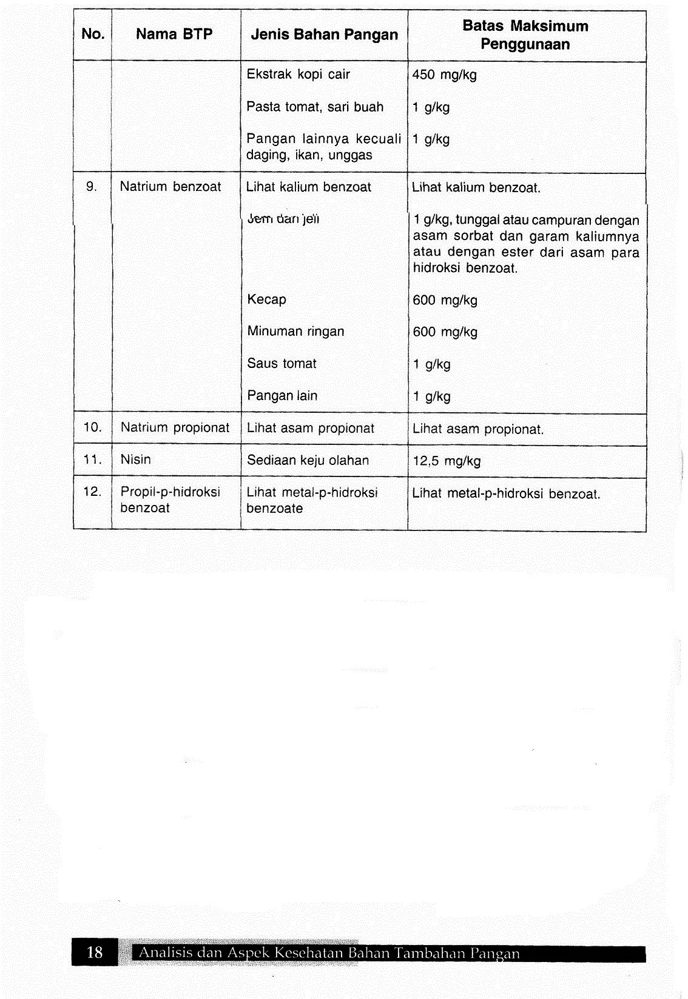 No. Nama BTP Jenis Bahan Pangan Batas Maksimum
Penggunaan
Ekstrak kopi cair 450 mg/kg
Pasta tomat, sari buah 1 g/kg
Pangan lainnya kecuali 1 g/kg
daging, ikan, unggas
9. Natrium benzoat Lihat kalium benzoat Lihat kalium benzoat.
Jem dan jeli 1 g/kg, tunggal atau campuran dengan
asam sorbat dan garam kaliumnya
atau dengan ester dari asam para
hidroksi benzoat.
Kecap 600 mg/kg
Minuman ringan 600 mg/kg
Saus tomat 1 g/kg
Pangan lain 1 g/kg
10. Natrium propionat Lihat asam propionat Lihat asam propionat.
11. Nisin Sediaan keju olahan 12,5 mg/kg
12. Propil-p-hidroksi Lihat metal-p-hidroksi Lihat metal-p-hidroksi benzoat.
benzoat benzoate
18 Analisis dan Aspek Kesehatan Bahan Tambahan Pangan